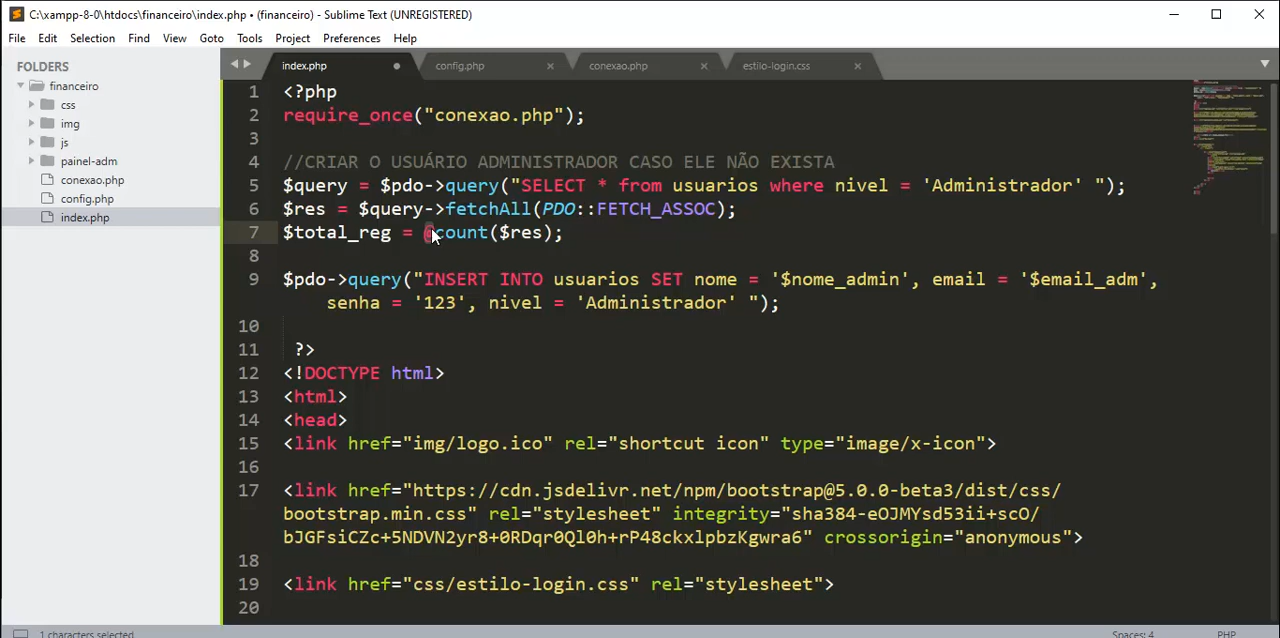 C:\xampp-8-0\htdocs\financeiro\index.php • (financeiro) - Sublime Text (UNREGISTERED)
File Edit Selection Find View Goto Tools Project Preferences Help
FOLDERS
financeiro
css
img
js
painel-adm
conexao.php
config.php
index.php
index.php config.php conexao.php estilo-login.css
1 <?php
2 require_once("conexao.php");
3
4 //CRIAR O USUÁRIO ADMINISTRADOR CASO ELE NÃO EXISTA
5 $query = $pdo->query("SELECT * from usuarios where nivel = 'Administrador' ");
6 $res = $query->fetchAll(PDO::FETCH_ASSOC);
7 $total_reg = @count($res);
8
9 $pdo->query("INSERT INTO usuarios SET nome = '$nome_admin', email = '$email_adm',
senha = '123', nivel = 'Administrador' ");
10
11 ?>
12 <!DOCTYPE html>
13 <html>
14 <head>
15 <link href="img/logo.ico" rel="shortcut icon" type="image/x-icon">
16
17 <link href="https://cdn.jsdelivr.net/npm/bootstrap@5.0.0-beta3/dist/css/
bootstrap.min.css" rel="stylesheet" integrity="sha384-eOJMYsd53ii+scO/
bJGFsiCZc+5NDVN2yr8+0RDqr0Ql0h+rP48ckxlpbzKgwra6" crossorigin="anonymous">
18
19 <link href="css/estilo-login.css" rel="stylesheet">
20
1 characters selected Spaces: 4 PHP